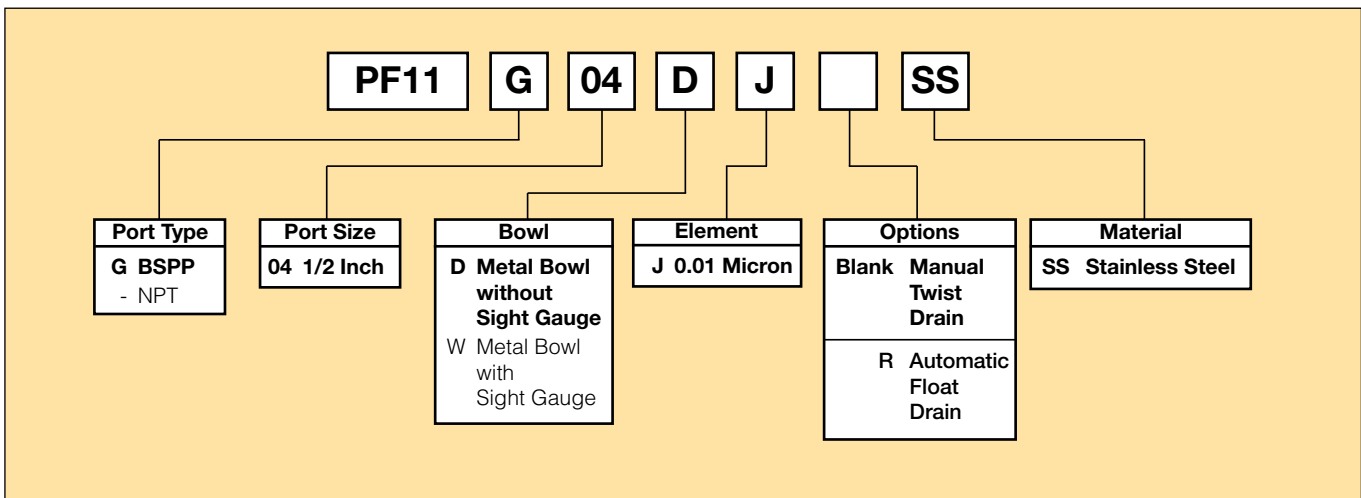 PF11 G 04 D J SS
Port Type
G BSPP
- NPT
Port Size
04 1/2 Inch
Bowl
D Metal Bowl
without
Sight Gauge
W Metal Bowl
with
Sight Gauge
Element
J 0.01 Micron
Options
Blank Manual
Twist
Drain
R Automatic
Float
Drain
Material
SS Stainless Steel